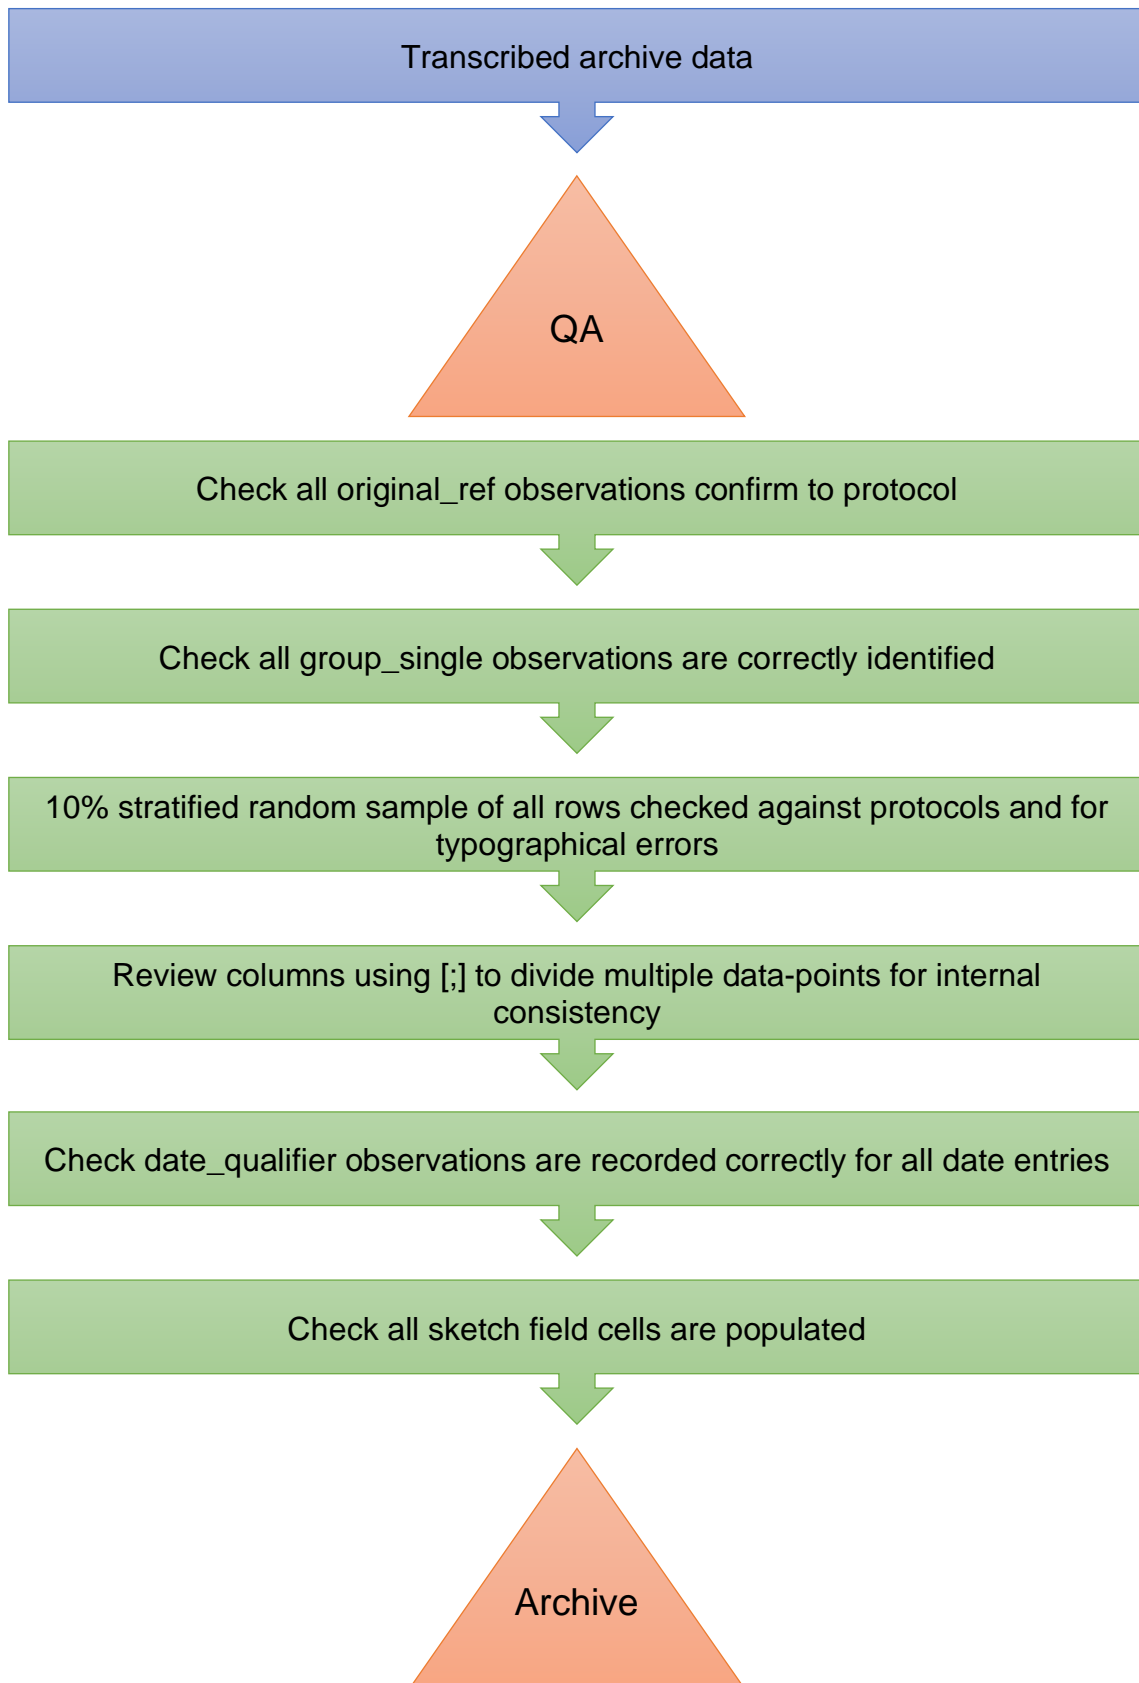 Transcribed archive data
QA
Check all original_ref observations confirm to protocol
Check all group_single observations are correctly identified
10% stratified random sample of all rows checked against protocols and for
typographical errors
Review columns using [;] to divide multiple data-points for internal
consistency
Check date_qualifier observations are recorded correctly for all date entries
Check all sketch field cells are populated
Archive